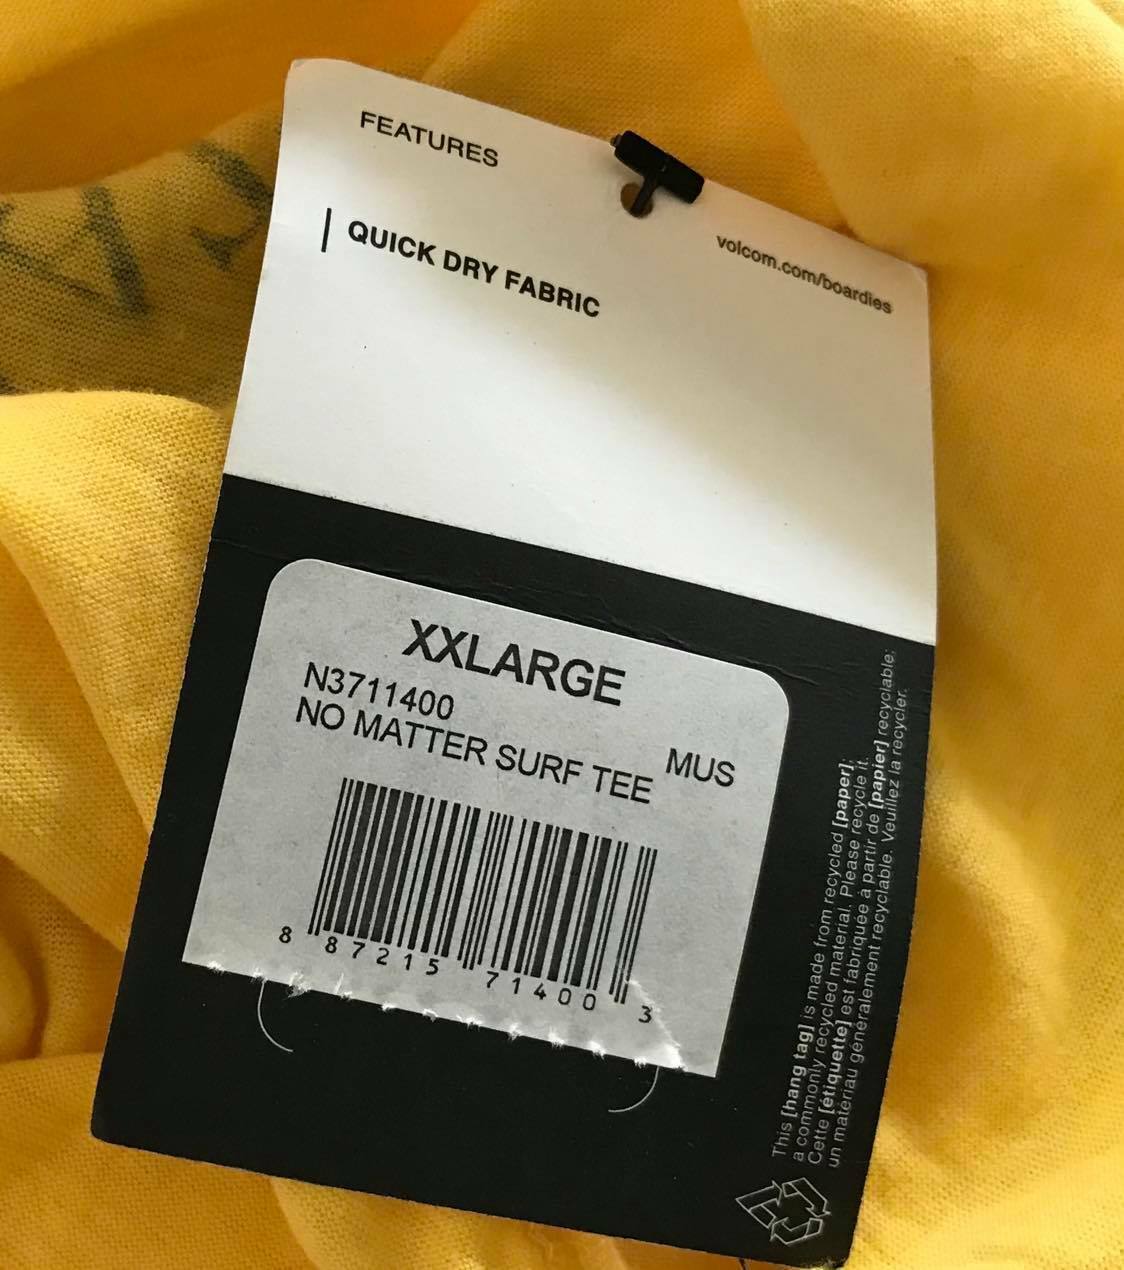 FEATURES
QUICK DRY FABRIC
volcom.com/boardies
XXLARGE
N3711400
NO MATTER SURF TEE
MUS
8 87215 71400 3
This [hang tag] is made from recycled [paper];
a commonly recycled material. Please recycle it.
Cette [étiquette] est fabriquée à partir de [papier] recyclable;
un matériau généralement recyclable. Veuillez la recycler.